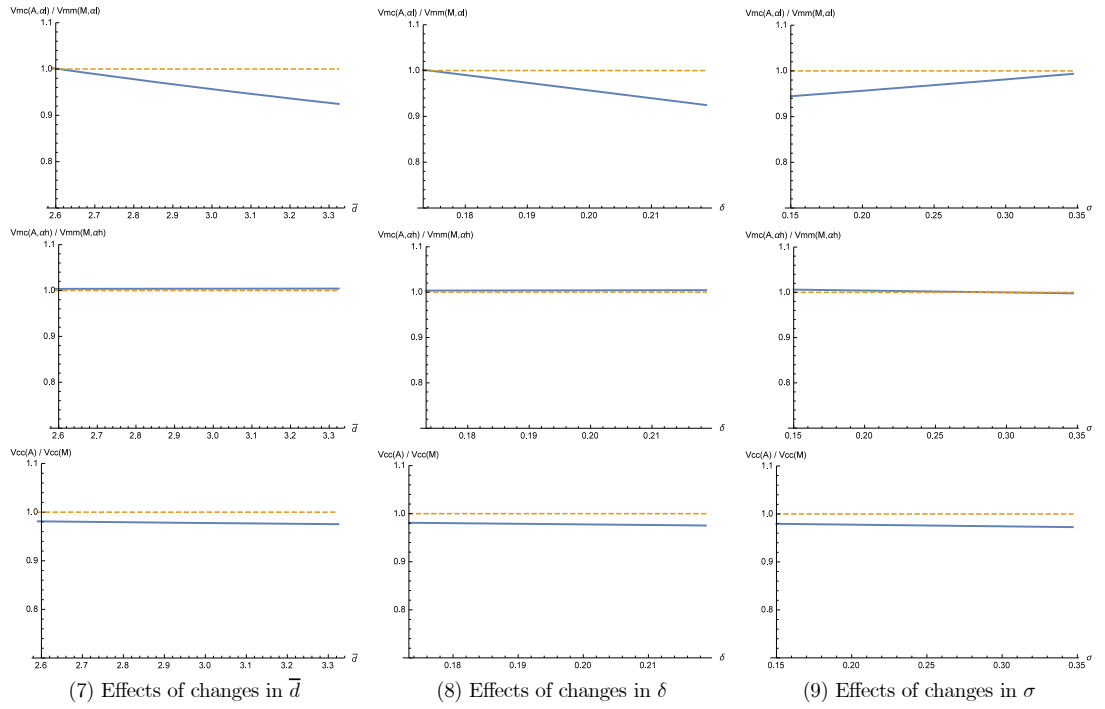 Vmc(A,αl) / Vmm(M,αl)
1.1
1.0
0.9
0.8
2.6 2.7 2.8 2.9 3.0 3.1 3.2 3.3
d̅
Vmc(A,αl) / Vmm(M,αl)
1.1
1.0
0.9
0.8
0.18 0.19 0.20 0.21
δ
Vmc(A,αl) / Vmm(M,αl)
1.1
1.0
0.9
0.8
0.15 0.20 0.25 0.30 0.35
σ
Vmc(A,αh) / Vmm(M,αh)
1.1
1.0
0.9
0.8
2.6 2.7 2.8 2.9 3.0 3.1 3.2 3.3
d̅
Vmc(A,αh) / Vmm(M,αh)
1.1
1.0
0.9
0.8
0.18 0.19 0.20 0.21
δ
Vmc(A,αh) / Vmm(M,αh)
1.1
1.0
0.9
0.8
0.15 0.20 0.25 0.30 0.35
σ
Vcc(A) / Vcc(M)
1.1
1.0
0.9
0.8
2.6 2.7 2.8 2.9 3.0 3.1 3.2 3.3
d̅
Vcc(A) / Vcc(M)
1.1
1.0
0.9
0.8
0.18 0.19 0.20 0.21
δ
Vcc(A) / Vcc(M)
1.1
1.0
0.9
0.8
0.15 0.20 0.25 0.30 0.35
σ
(7) Effects of changes in d̅
(8) Effects of changes in δ
(9) Effects of changes in σ